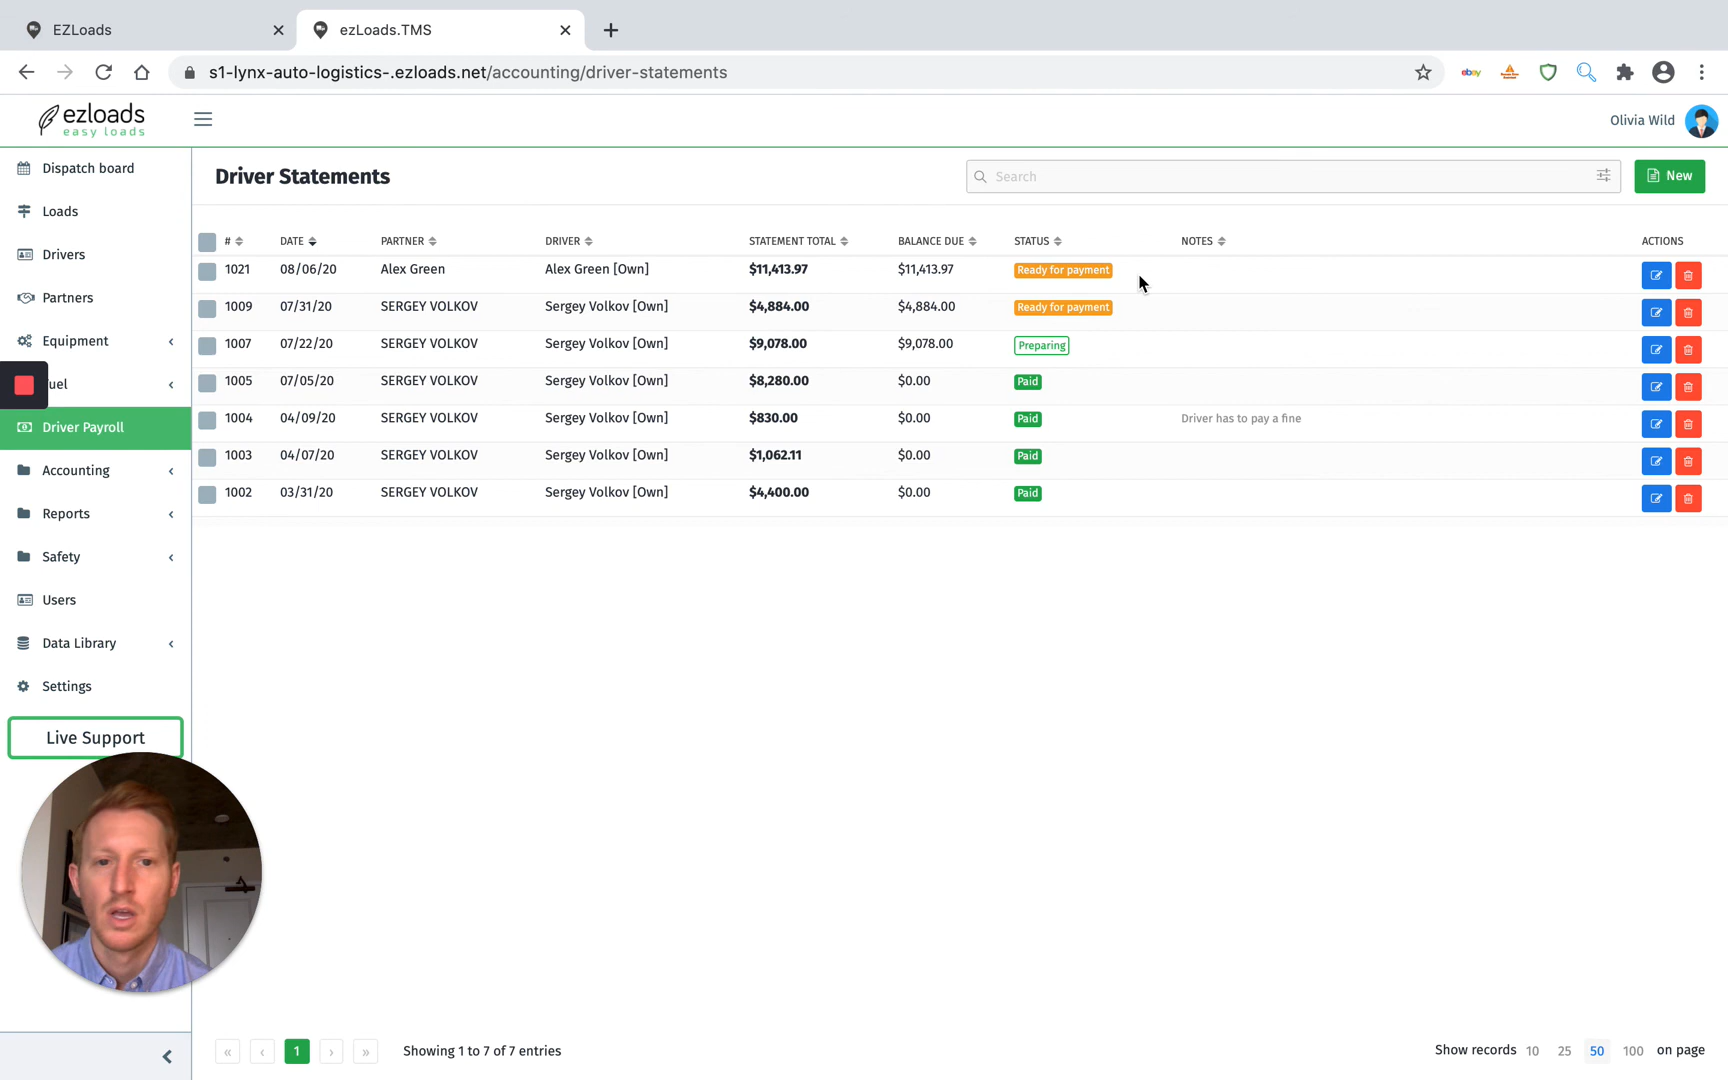 EZLoads
ezLoads.TMS
s1-lynx-auto-logistics-.ezloads.net/accounting/driver-statements
ebay
ezloads
easy loads
Olivia Wild
Dispatch board
Loads
Drivers
Partners
Equipment
uel
Driver Payroll
Accounting
Reports
Safety
Users
Data Library
Settings
Live Support
Driver Statements
Search
New
# DATE PARTNER DRIVER STATEMENT TOTAL BALANCE DUE STATUS NOTES ACTIONS
1021 08/06/20 Alex Green Alex Green [Own] $11,413.97 $11,413.97 Ready for payment
1009 07/31/20 SERGEY VOLKOV Sergey Volkov [Own] $4,884.00 $4,884.00 Ready for payment
1007 07/22/20 SERGEY VOLKOV Sergey Volkov [Own] $9,078.00 $9,078.00 Preparing
1005 07/05/20 SERGEY VOLKOV Sergey Volkov [Own] $8,280.00 $0.00 Paid
1004 04/09/20 SERGEY VOLKOV Sergey Volkov [Own] $830.00 $0.00 Paid Driver has to pay a fine
1003 04/07/20 SERGEY VOLKOV Sergey Volkov [Own] $1,062.11 $0.00 Paid
1002 03/31/20 SERGEY VOLKOV Sergey Volkov [Own] $4,400.00 $0.00 Paid
« ‹ 1 › » Showing 1 to 7 of 7 entries
Show records 10 25 50 100 on page